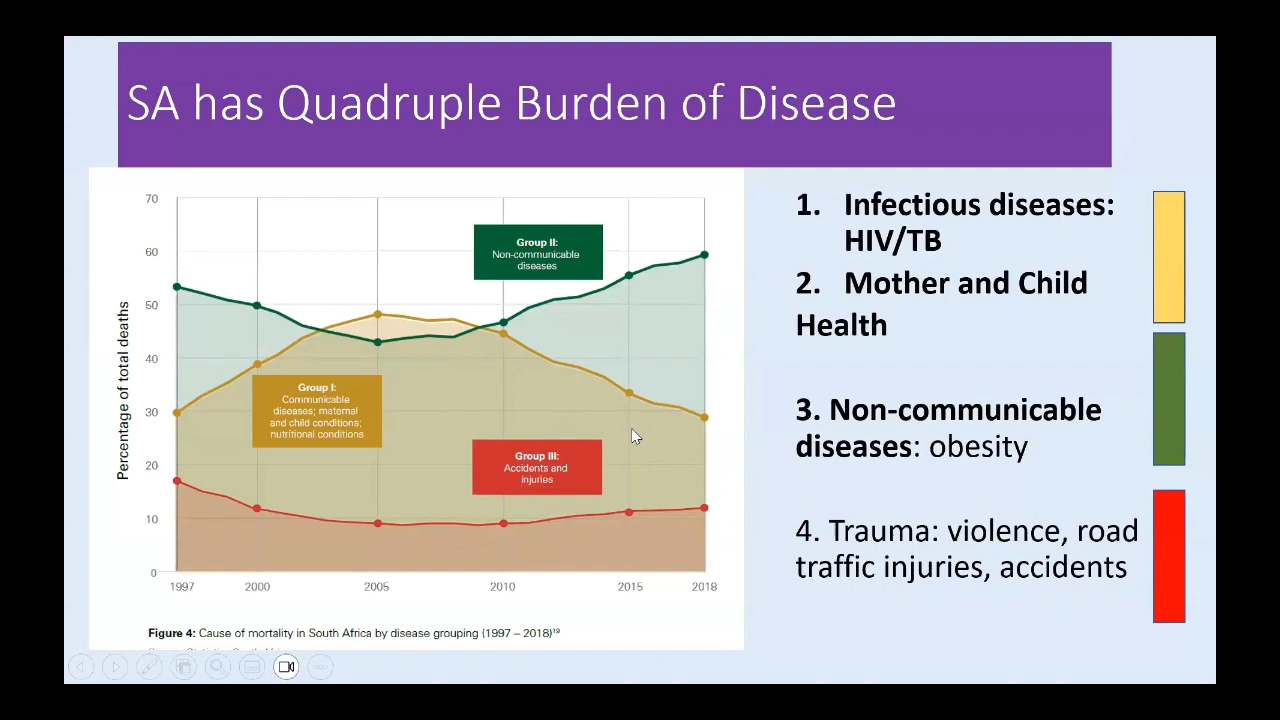 SA has Quadruple Burden of Disease
70
60
50
40
30
20
10
0
Percentage of total deaths
Group II:
Non-communicable
diseases
Group I:
Communicable
diseases; maternal
and child conditions;
nutritional conditions
Group III:
Accidents and
injuries
1997
2000
2005
2010
2015
2018
Figure 4: Cause of mortality in South Africa by disease grouping (1997 – 2018)¹⁹
1. Infectious diseases:
HIV/TB
2. Mother and Child
Health
3. Non-communicable
diseases: obesity
4. Trauma: violence, road
traffic injuries, accidents